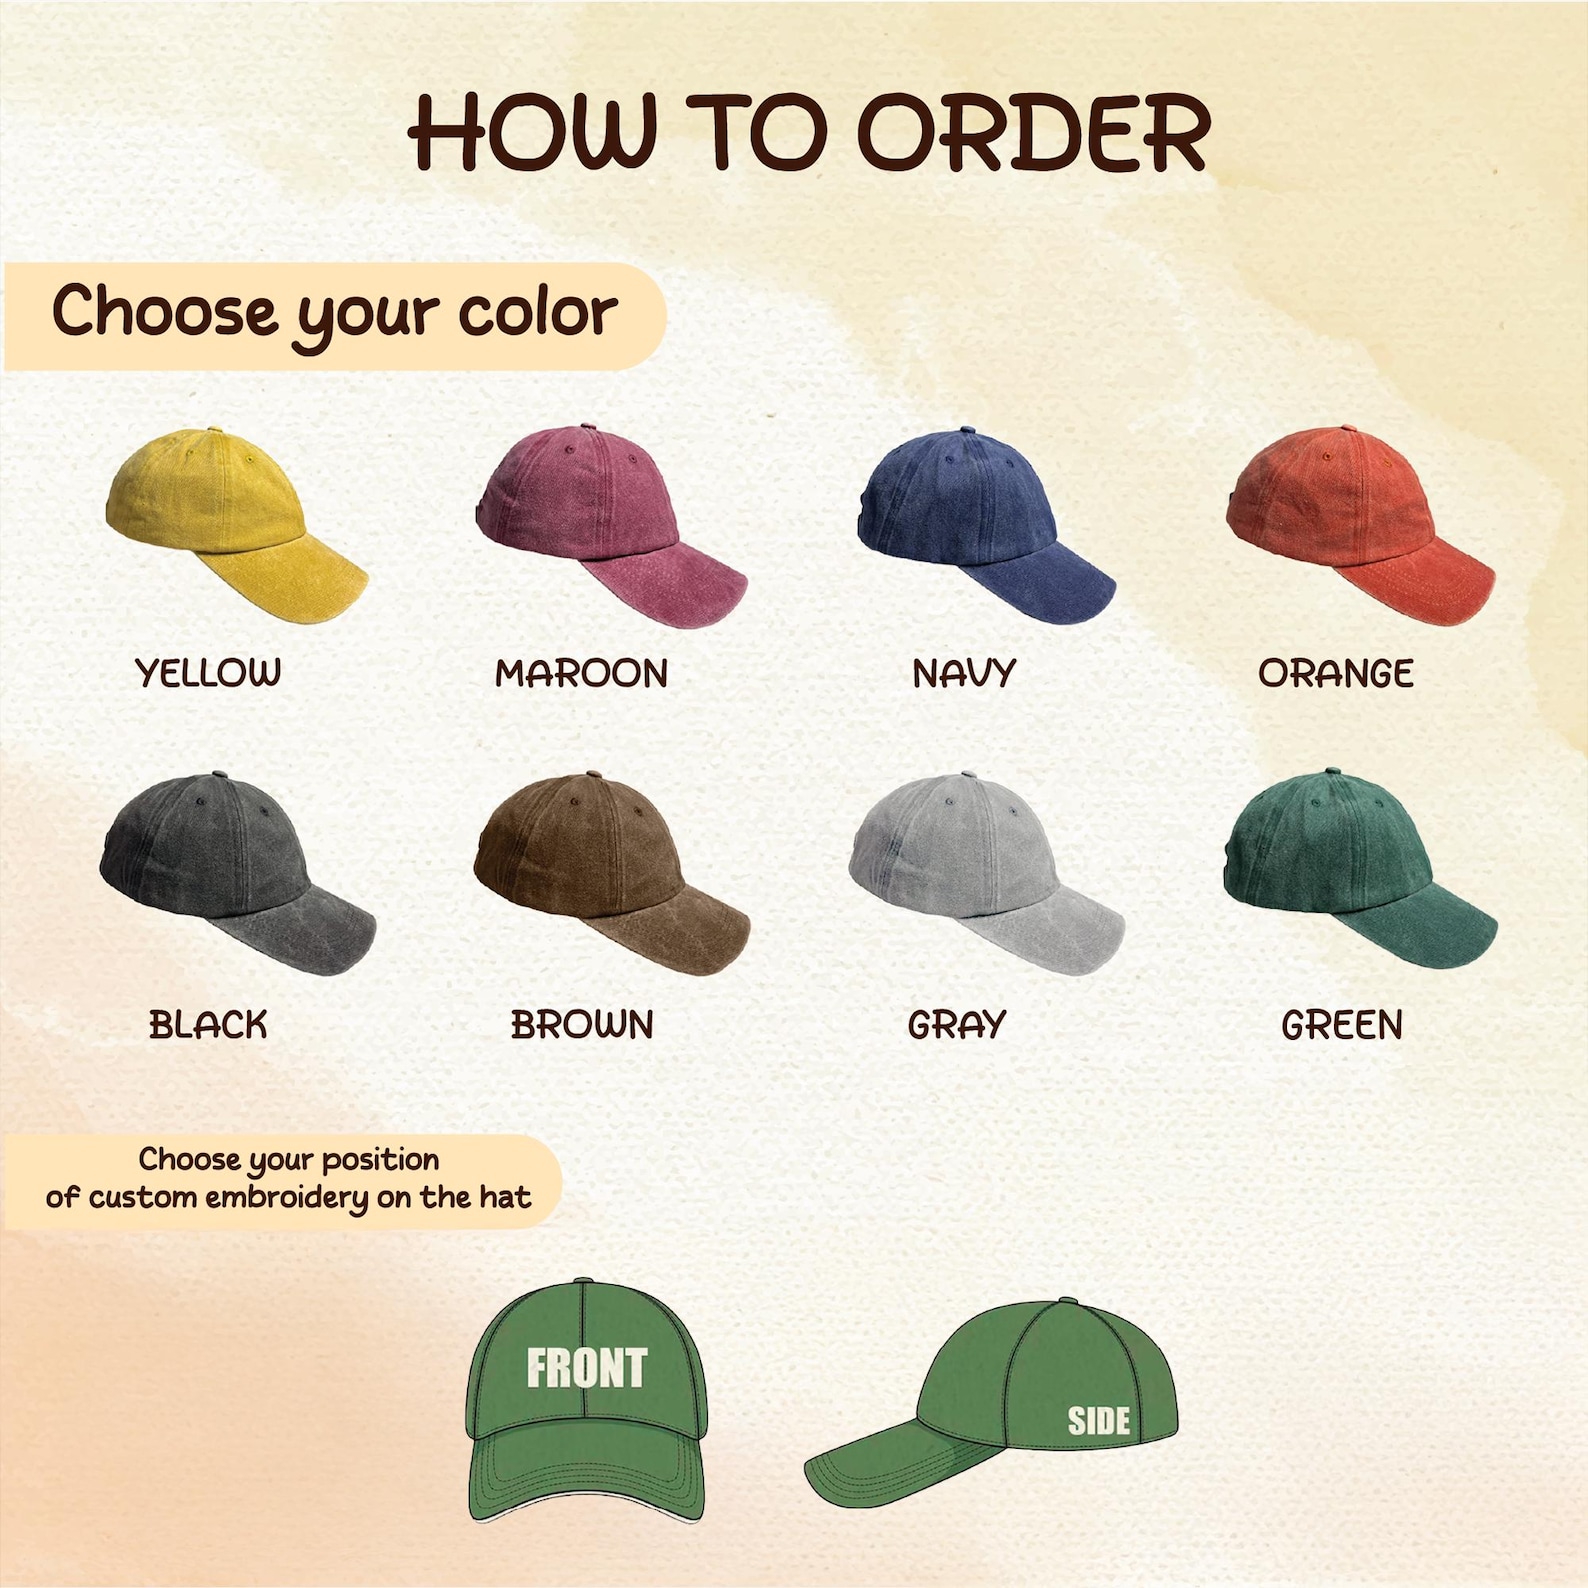 HOW TO ORDER
Choose your color
YELLOW
MAROON
NAVY
ORANGE
BLACK
BROWN
GRAY
GREEN
Choose your position
of custom embroidery on the hat
FRONT
SIDE